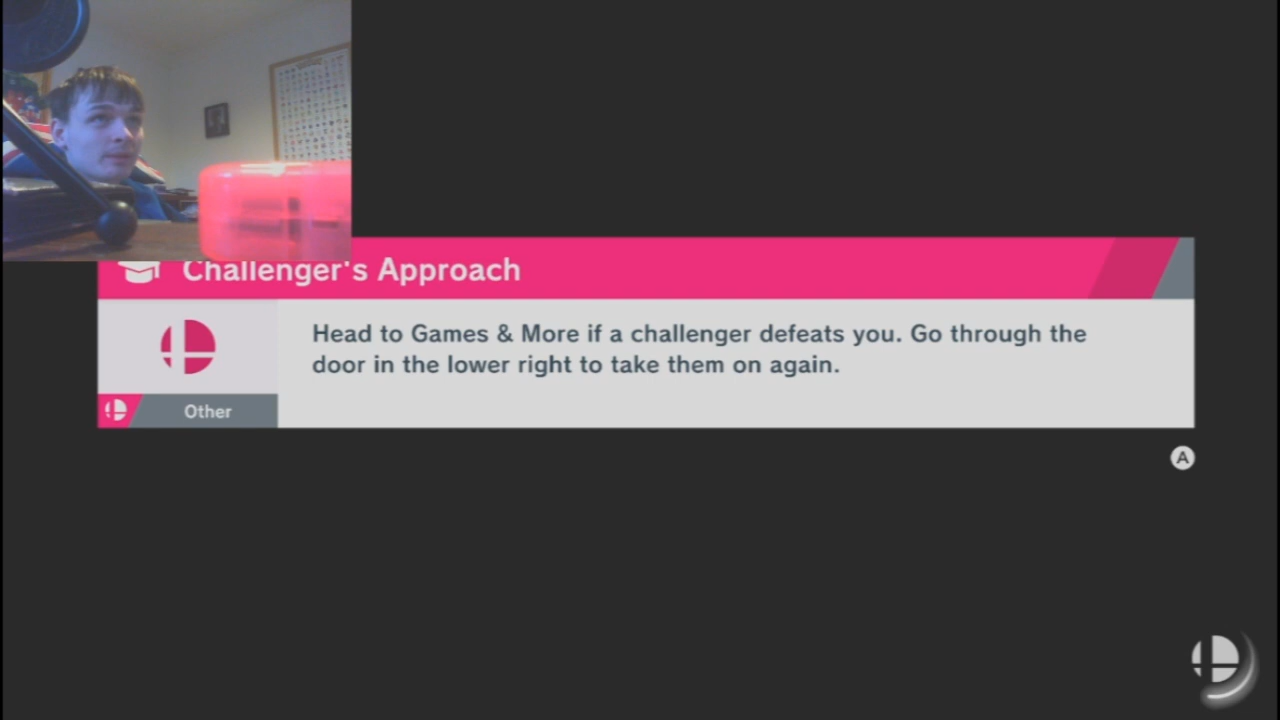 Challenger's Approach
Head to Games & More if a challenger defeats you. Go through the
door in the lower right to take them on again.
Other
A